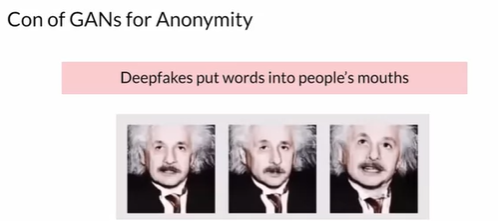 Con of GANs for Anonymity
Deepfakes put words into people's mouths